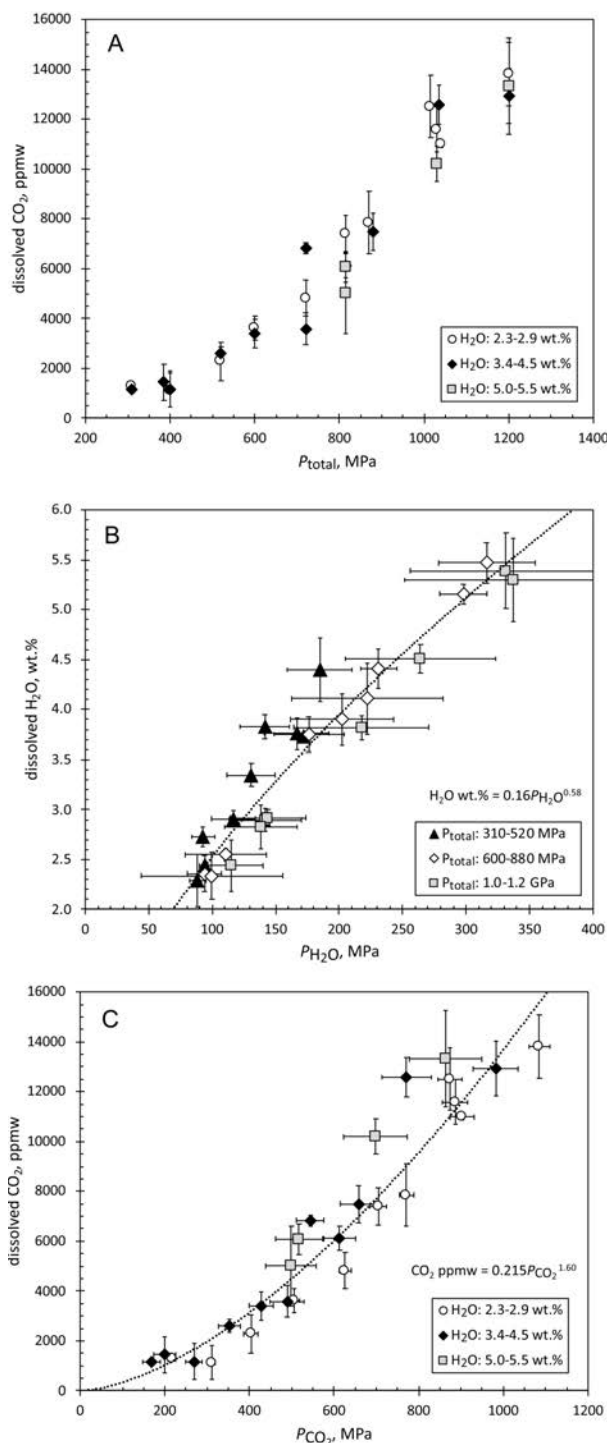 A
16000
14000
12000
10000
8000
6000
4000
2000
0
dissolved CO₂, ppmw
○ H₂O: 2.3-2.9 wt.%
◆ H₂O: 3.4-4.5 wt.%
■ H₂O: 5.0-5.5 wt.%
200 400 600 800 1000 1200 1400
Ptotal, MPa
B
6.0
5.5
5.0
4.5
4.0
3.5
3.0
2.5
2.0
dissolved H₂O, wt.%
H₂O wt.% = 0.16PH₂O^0.58
▲ Ptotal: 310-520 MPa
◇ Ptotal: 600-880 MPa
■ Ptotal: 1.0-1.2 GPa
0 50 100 150 200 250 300 350 400
PH₂O, MPa
C
16000
14000
12000
10000
8000
6000
4000
2000
0
dissolved CO₂, ppmw
CO₂ ppmw = 0.215PCO₂^1.60
○ H₂O: 2.3-2.9 wt.%
◆ H₂O: 3.4-4.5 wt.%
■ H₂O: 5.0-5.5 wt.%
0 200 400 600 800 1000 1200
PCO₂, MPa